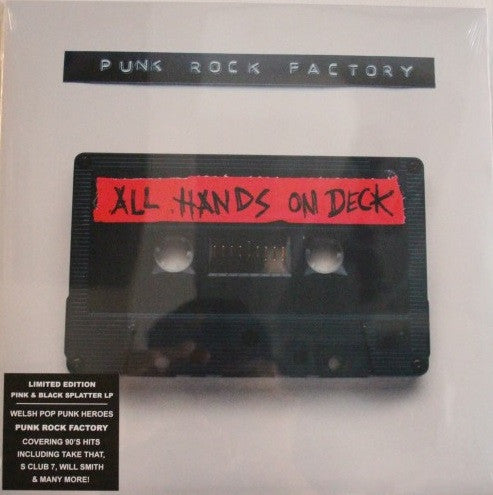 PUNK ROCK FACTORY
ALL HANDS ON DECK
LIMITED EDITION
PINK & BLACK SPLATTER LP
WELSH POP PUNK HEROES
PUNK ROCK FACTORY
COVERING 90'S HITS
INCLUDING TAKE THAT,
S CLUB 7, WILL SMITH
& MANY MORE!